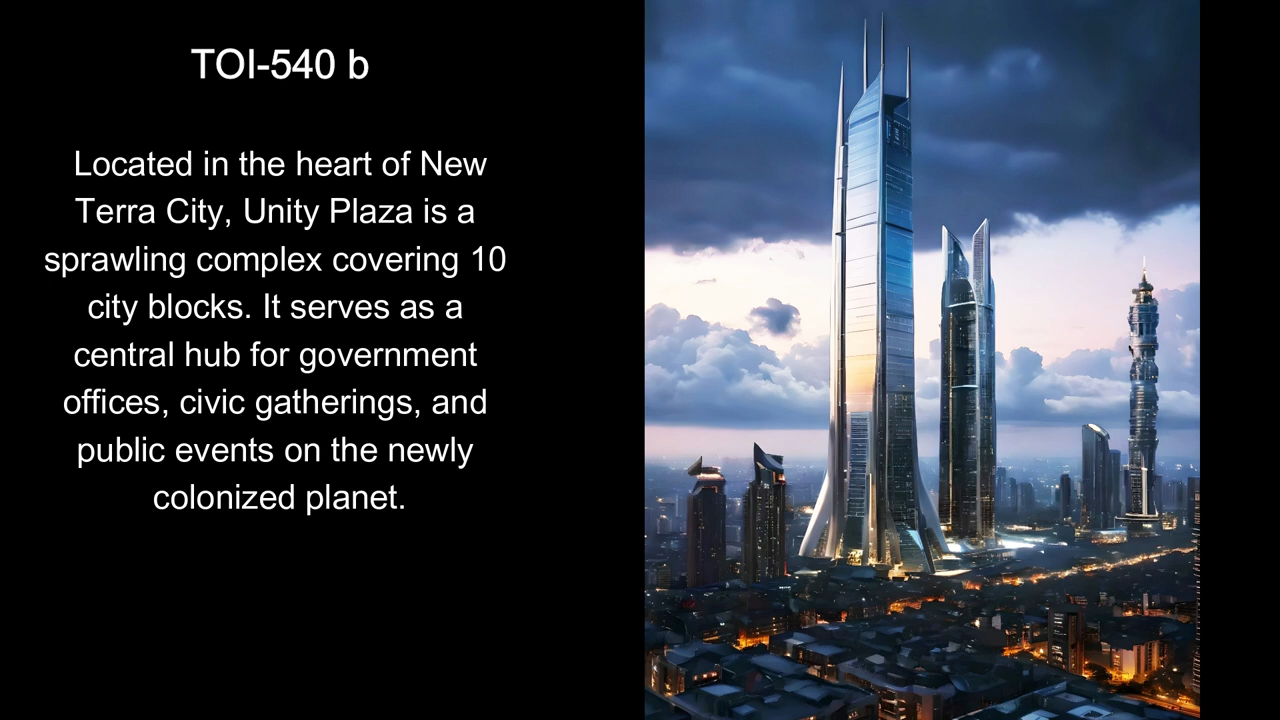 TOI-540 b
Located in the heart of New
Terra City, Unity Plaza is a
sprawling complex covering 10
city blocks. It serves as a
central hub for government
offices, civic gatherings, and
public events on the newly
colonized planet.